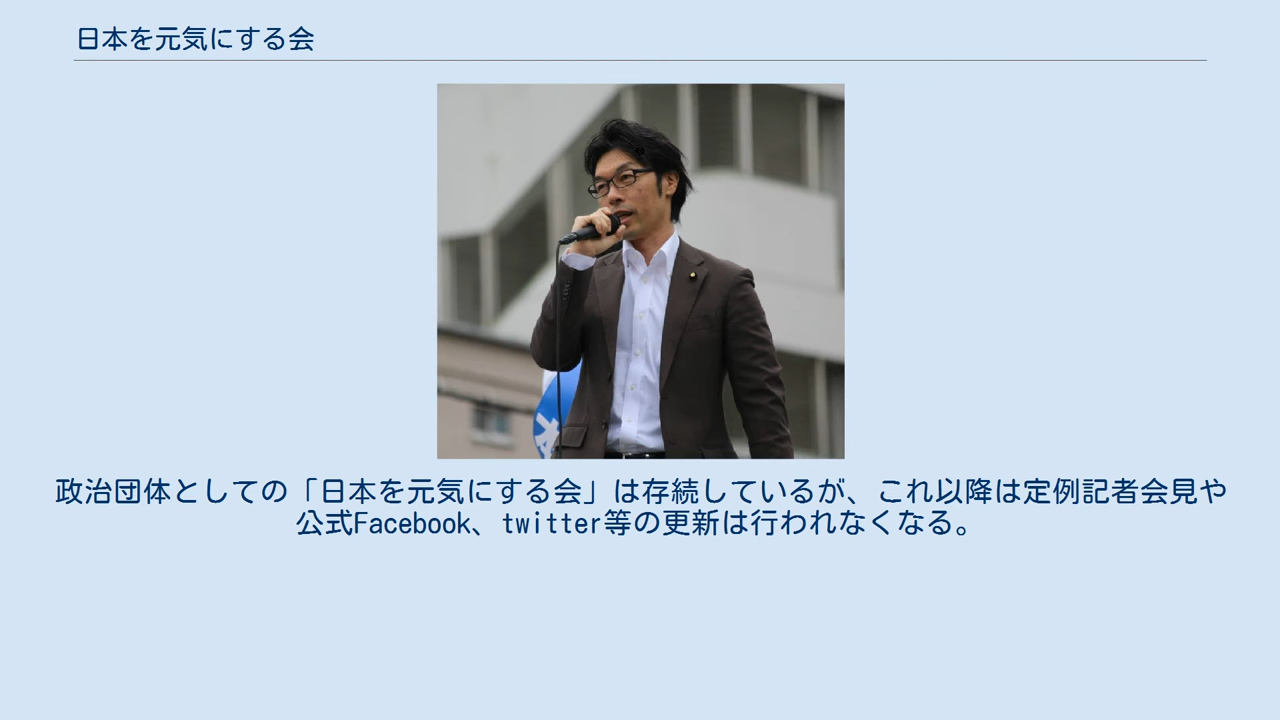 日本を元気にする会
政治団体としての「日本を元気にする会」は存続しているが、これ以降は定例記者会見や
公式Facebook、twitter等の更新は行われなくなる。